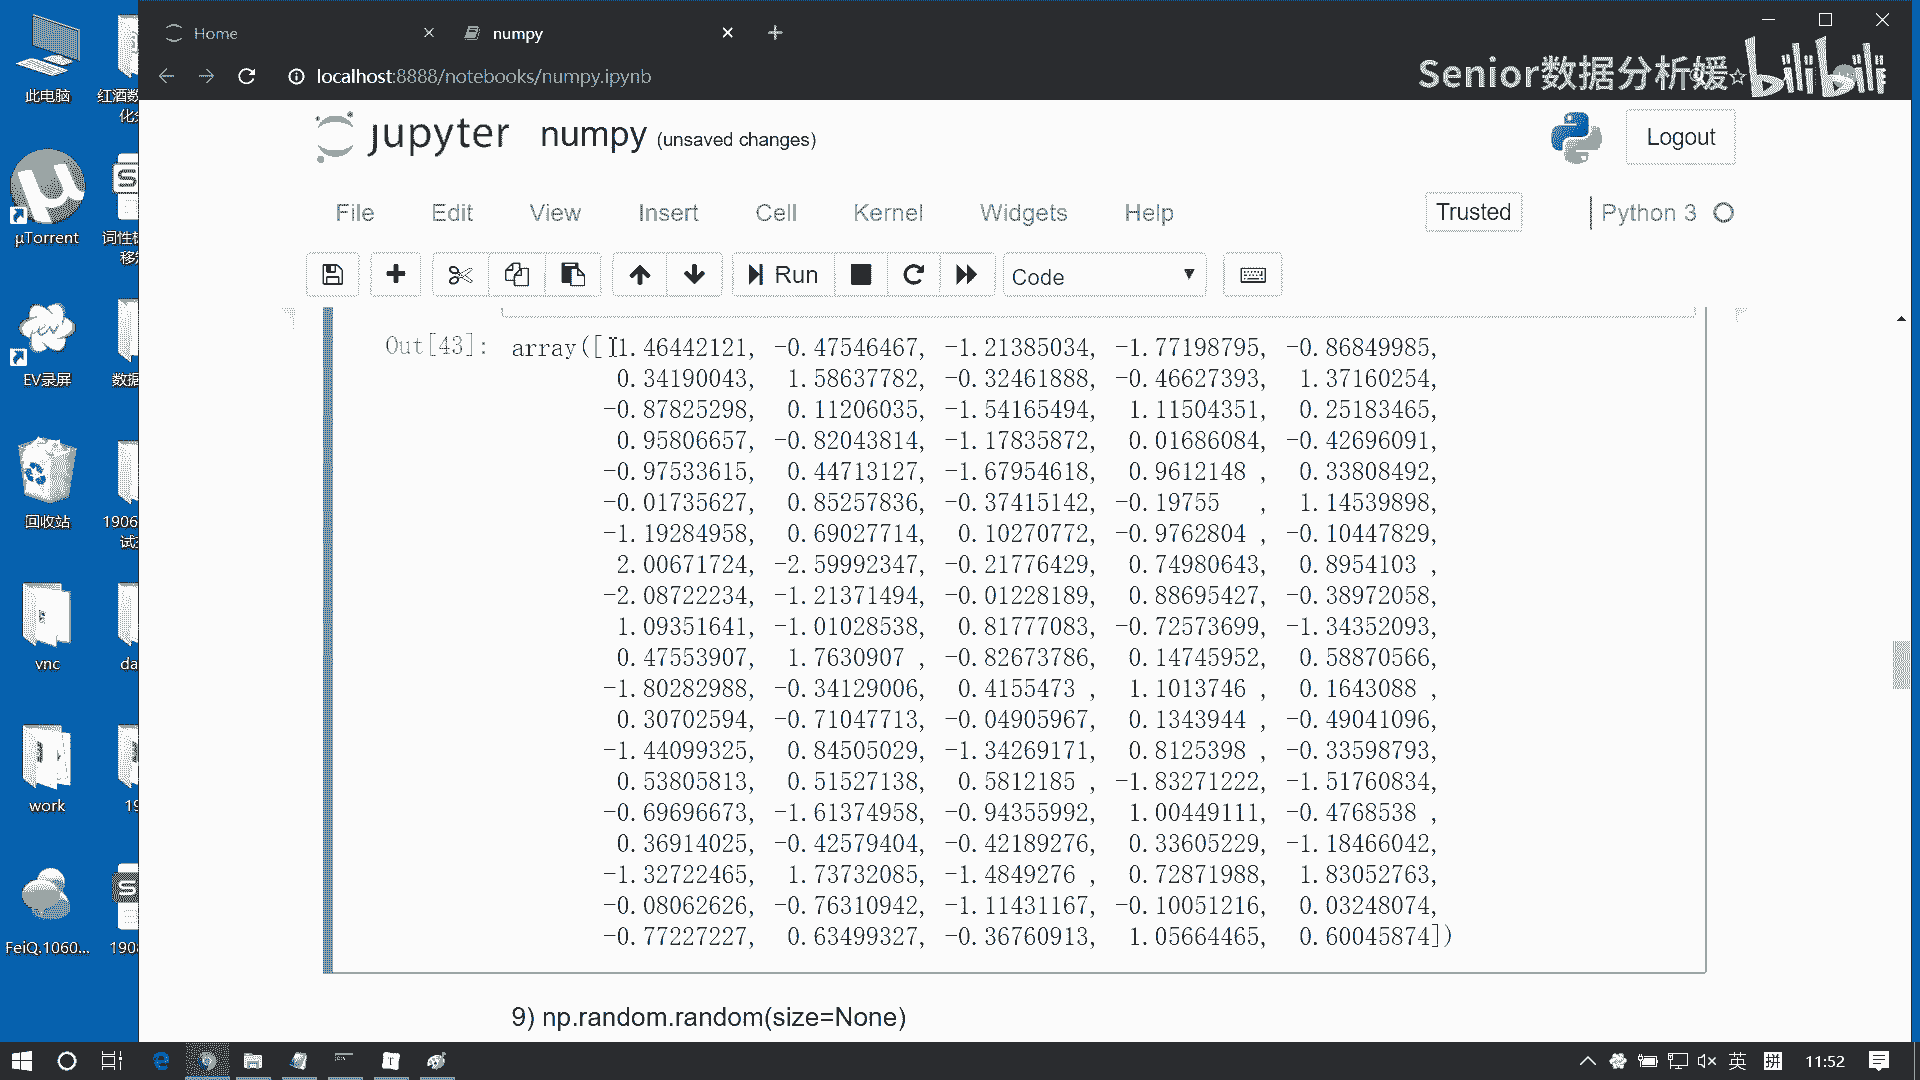 Home
numpy
localhost:8888/notebooks/numpy.ipynb
Senior数据分析媛
bilibili
jupyter numpy (unsaved changes)
Logout
File Edit View Insert Cell Kernel Widgets Help
Trusted
Python 3
Run
Code
Out[43]: array([ 1.46442121, -0.47546467, -1.21385034, -1.77198795, -0.86849985,
0.34190043, 1.58637782, -0.32461888, -0.46627393, 1.37160254,
-0.87825298, 0.11206035, -1.54165494, 1.11504351, 0.25183465,
0.95806657, -0.82043814, -1.17835872, 0.01686084, -0.42696091,
-0.97533615, 0.44713127, -1.67954618, 0.9612148 , 0.33808492,
-0.01735627, 0.85257836, -0.37415142, -0.19755 , 1.14539898,
-1.19284958, 0.69027714, 0.10270772, -0.9762804 , -0.10447829,
2.00671724, -2.59992347, -0.21776429, 0.74980643, 0.8954103 ,
-2.08722234, -1.21371494, -0.01228189, 0.88695427, -0.38972058,
1.09351641, -1.01028538, 0.81777083, -0.72573699, -1.34352093,
0.47553907, 1.7630907 , -0.82673786, 0.14745952, 0.58870566,
-1.80282988, -0.34129006, 0.4155473 , 1.1013746 , 0.1643088 ,
0.30702594, -0.71047713, -0.04905967, 0.1343944 , -0.49041096,
-1.44099325, 0.84505029, -1.34269171, 0.8125398 , -0.33598793,
0.53805813, 0.51527138, 0.5812185 , -1.83271222, -1.51760834,
-0.69696673, -1.61374958, -0.94355992, 1.00449111, -0.4768538 ,
0.36914025, -0.42579404, -0.42189276, 0.33605229, -1.18466042,
-1.32722465, 1.73732085, -1.4849276 , 0.72871988, 1.83052763,
-0.08062626, -0.76310942, -1.11431167, -0.10051216, 0.03248074,
-0.77227227, 0.63499327, -0.36760913, 1.05664465, 0.60045874])
9) np.random.random(size=None)
此电脑
红酒数
化分
µTorrent
词性标
EV录屏
数据
回收站
1906
试
vnc
da
work
19
FeiQ.1060...
1908
英
拼
11:52